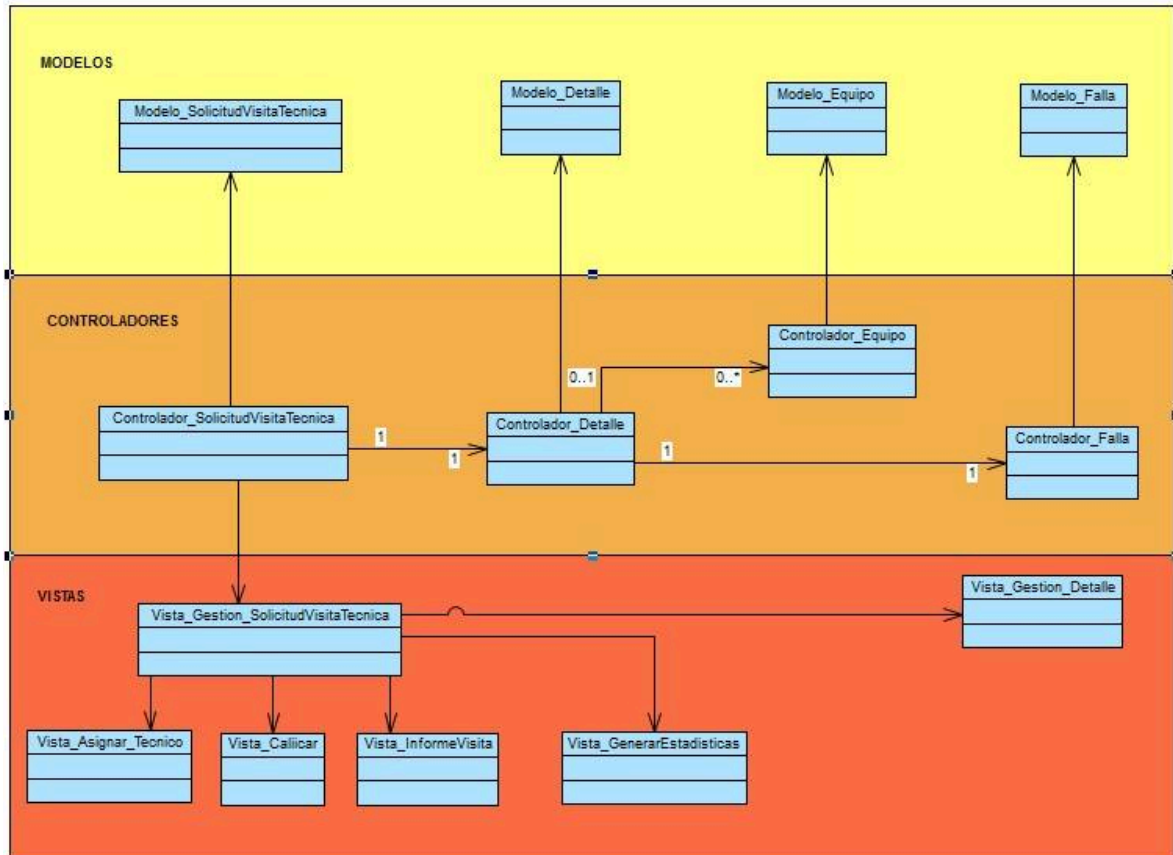 MODELOS
Modelo_SolicitudVisitaTecnica
Modelo_Detalle
Modelo_Equipo
Modelo_Falla
CONTROLADORES
Controlador_Equipo
0..1
0..*
Controlador_SolicitudVisitaTecnica
1
1
Controlador_Detalle
1
1
Controlador_Falla
VISTAS
Vista_Gestion_SolicitudVisitaTecnica
Vista_Gestion_Detalle
Vista_Asignar_Tecnico
Vista_Caliicar
Vista_InformeVisita
Vista_GenerarEstadisticas